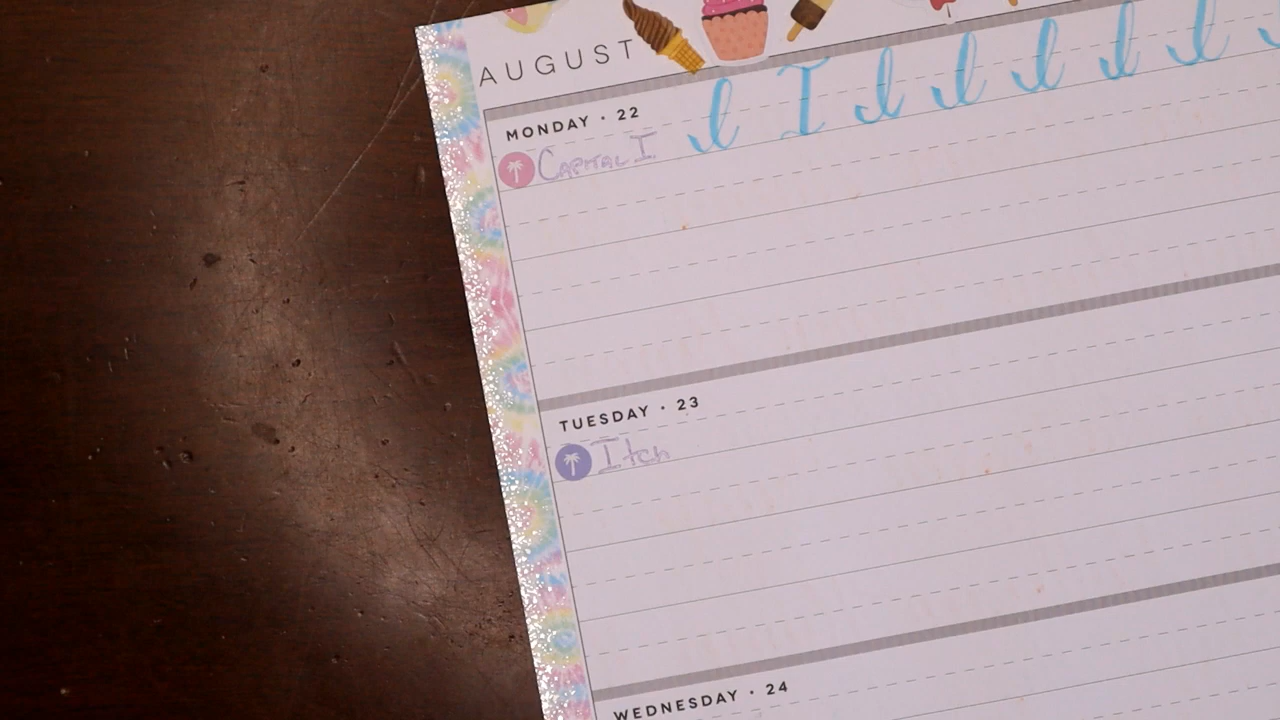 AUGUST
MONDAY · 22
Capital I I I I I I I I
TUESDAY · 23
Itch
WEDNESDAY · 24